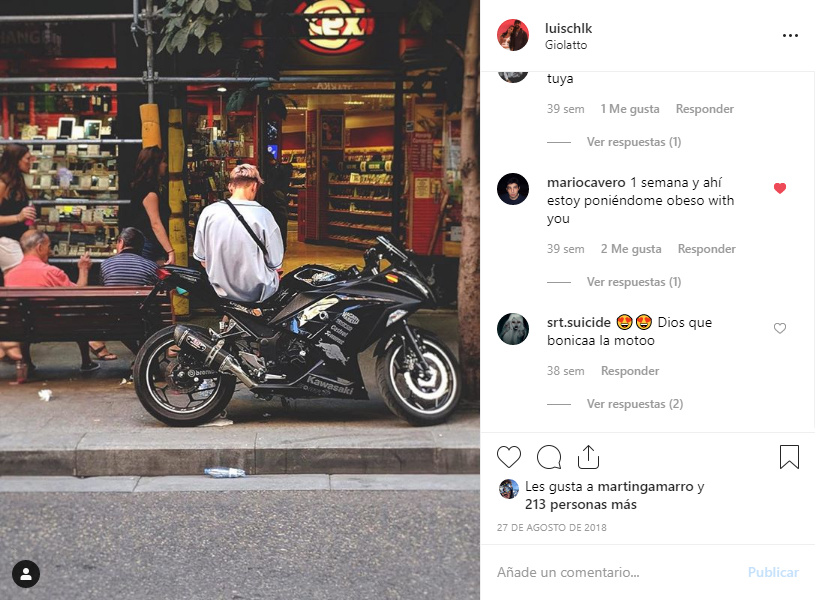 ex
Kawasaki
luischlk
Giolatto
tuya
39 sem 1 Me gusta Responder
Ver respuestas (1)
mariocavero 1 semana y ahí
estoy poniéndome obeso with
you
39 sem 2 Me gusta Responder
Ver respuestas (1)
srt.suicide 😍😍 Dios que
bonicaa la motoo
38 sem Responder
Ver respuestas (2)
Les gusta a martingamarro y
213 personas más
27 DE AGOSTO DE 2018
Añade un comentario... Publicar